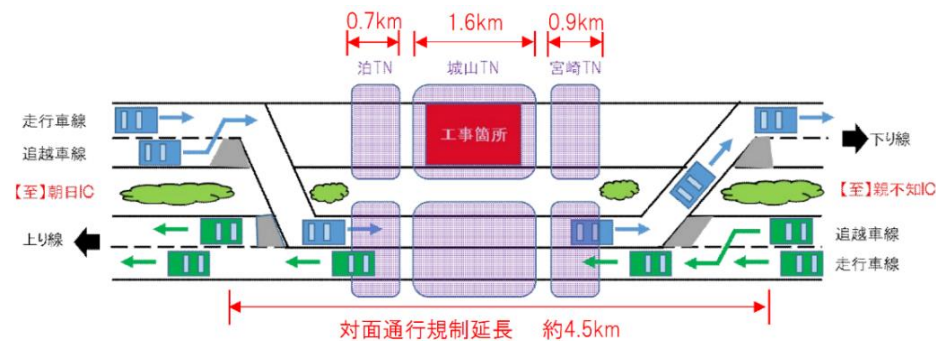 0.7km 1.6km 0.9km
泊TN 城山TN 宮崎TN
走行車線
追越車線
工事箇所
下り線
【至】朝日IC
【至】親不知IC
上り線
追越車線
走行車線
対面通行規制延長 約4.5km